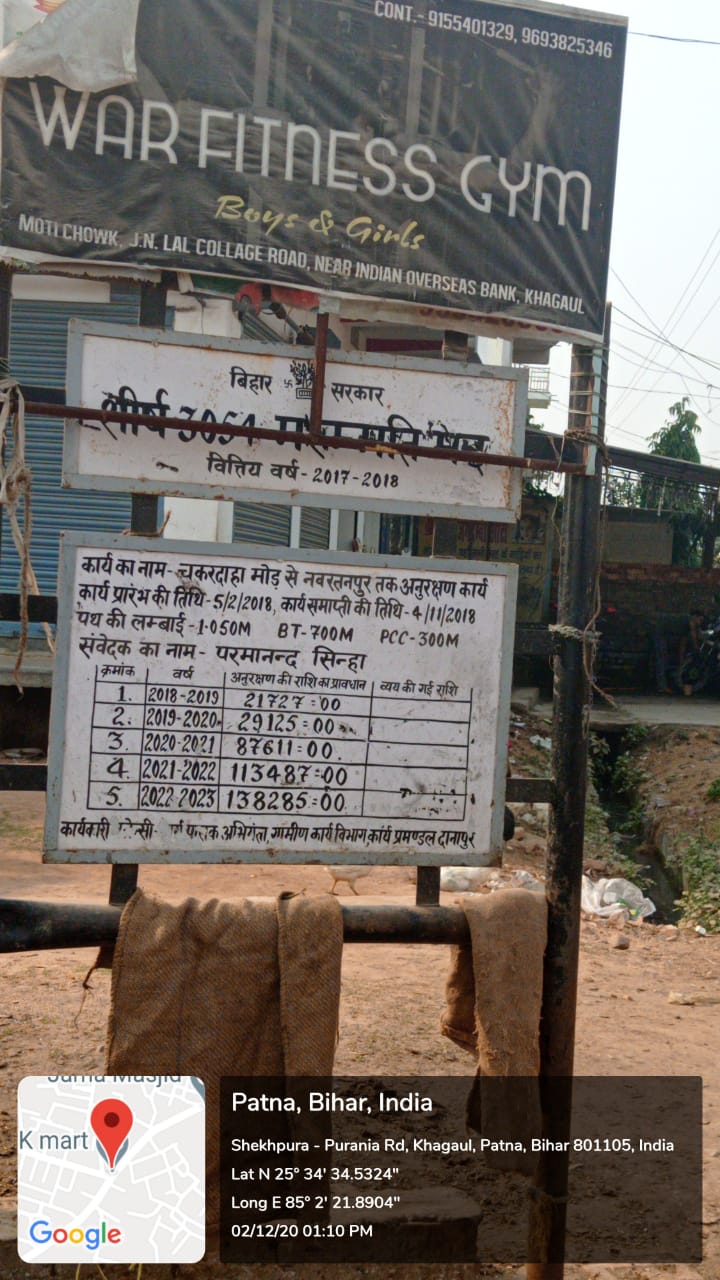 CONT.- 9155401329, 9693825346
WAR FITNESS GYM
Boys & Girls
MOTI CHOWK, J.N. LAL COLLAGE ROAD, NEAR INDIAN OVERSEAS BANK, KHAGAUL
बिहार सरकार
शीर्ष 3054
वित्तिय वर्ष - 2017-2018
कार्य का नाम - चकरदाहा मोड़ से नवरतनपुर तक अनुरक्षण कार्य
कार्य प्रारंभ की तिथि - 5/2/2018, कार्य समाप्ती की तिथि - 4/11/2018
पथ की लम्बाई - 1.050M BT-700M PCC-300M
संवेदक का नाम - परमानन्द सिन्हा
क्रमांक वर्ष अनुरक्षण की राशि का प्रावधान व्यय की गई राशि
1. 2018-2019 21727=00
2. 2019-2020 29125=00
3. 2020-2021 87611=00
4. 2021-2022 113487=00
5. 2022-2023 138285=00
कार्यकारी अभिगंता, गामीण कार्य विभाग, कार्य प्रमण्डल दानापुर
K mart
Google
Patna, Bihar, India
Shekhpura - Purania Rd, Khagaul, Patna, Bihar 801105, India
Lat N 25° 34' 34.5324"
Long E 85° 2' 21.8904"
02/12/20 01:10 PM